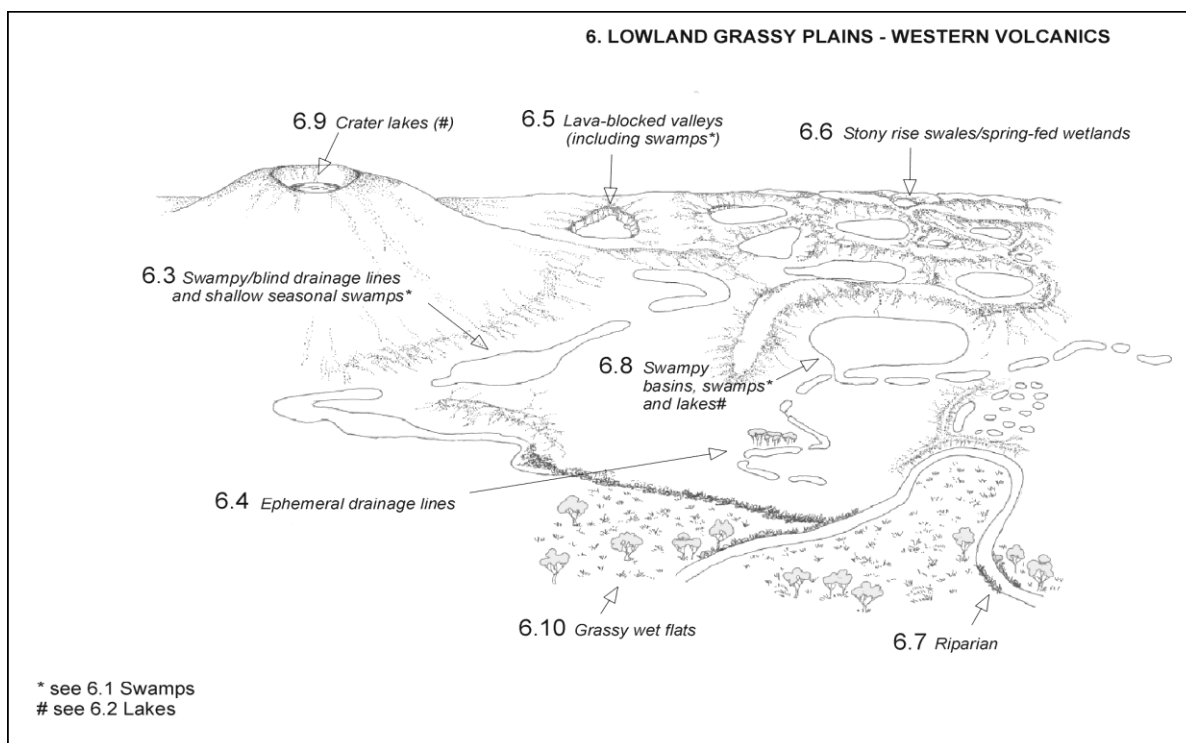 6. LOWLAND GRASSY PLAINS - WESTERN VOLCANICS
6.9 Crater lakes (#)
6.5 Lava-blocked valleys
(including swamps*)
6.6 Stony rise swales/spring-fed wetlands
6.3 Swampy/blind drainage lines
and shallow seasonal swamps*
6.8 Swampy
basins, swamps*
and lakes#
6.4 Ephemeral drainage lines
6.10 Grassy wet flats
6.7 Riparian
* see 6.1 Swamps
# see 6.2 Lakes